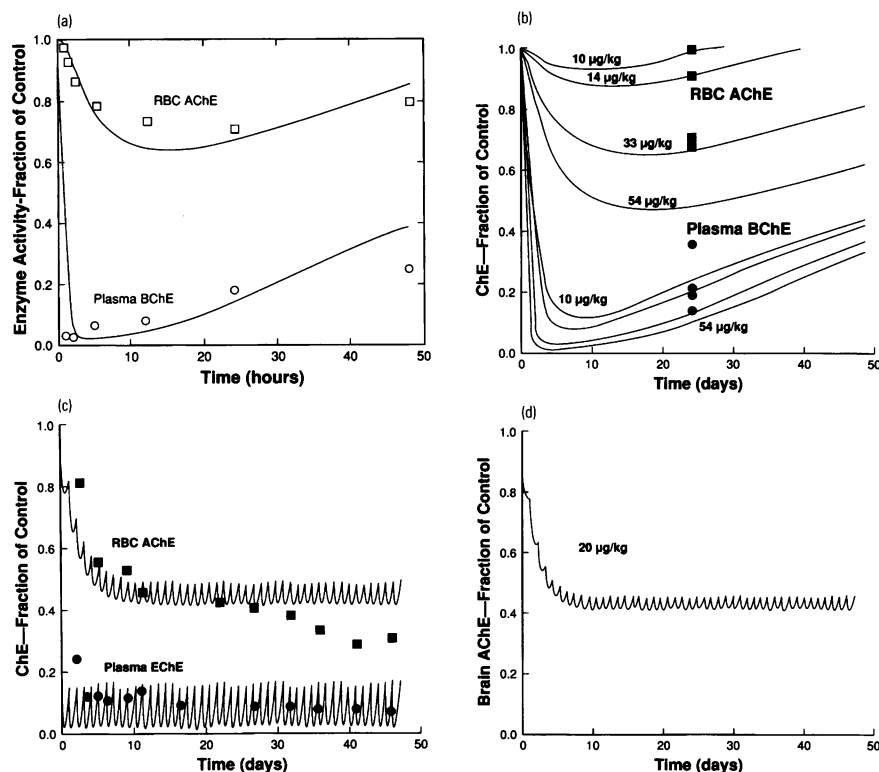 (a)
Enzyme Activity-Fraction of Control
1.0
0.8
0.6
0.4
0.2
0.0
RBC AChE
Plasma BChE
0
10
20
30
40
50
Time (hours)
(b)
ChE—Fraction of Control
1.0
0.8
0.6
0.4
0.2
0.0
10 µg/kg
14 µg/kg
RBC AChE
33 µg/kg
54 µg/kg
Plasma BChE
10 µg/kg
54 µg/kg
0
10
20
30
40
50
Time (days)
(c)
ChE—Fraction of Control
1.0
0.8
0.6
0.4
0.2
0.0
RBC AChE
Plasma EChE
0
10
20
30
40
50
Time (days)
(d)
Brain AChE—Fraction of Control
1.0
0.8
0.6
0.4
0.2
0.0
20 µg/kg
0
10
20
30
40
50
Time (days)